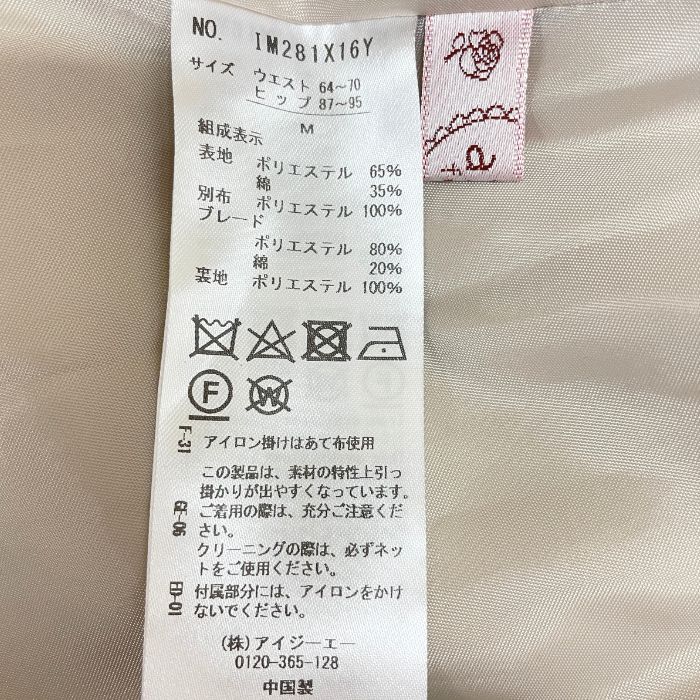 NO. IM281X16Y
サイズ ウエスト 64〜70
ヒップ 87〜95
M
組成表示
表地 ポリエステル 65%
綿 35%
別布 ポリエステル 100%
ブレード
ポリエステル 80%
綿 20%
裏地 ポリエステル 100%
F
W
F-31 アイロン掛けはあて布使用
この製品は、素材の特性上引っ
掛かりが出やすくなっています。
GF-06 ご着用の際は、充分ご注意くだ
さい。
クリーニングの際は、必ずネッ
トをご使用ください。
ED-01 付属部分には、アイロンをかけ
ないでください。
(株)アイジーエー
0120-365-128
中国製